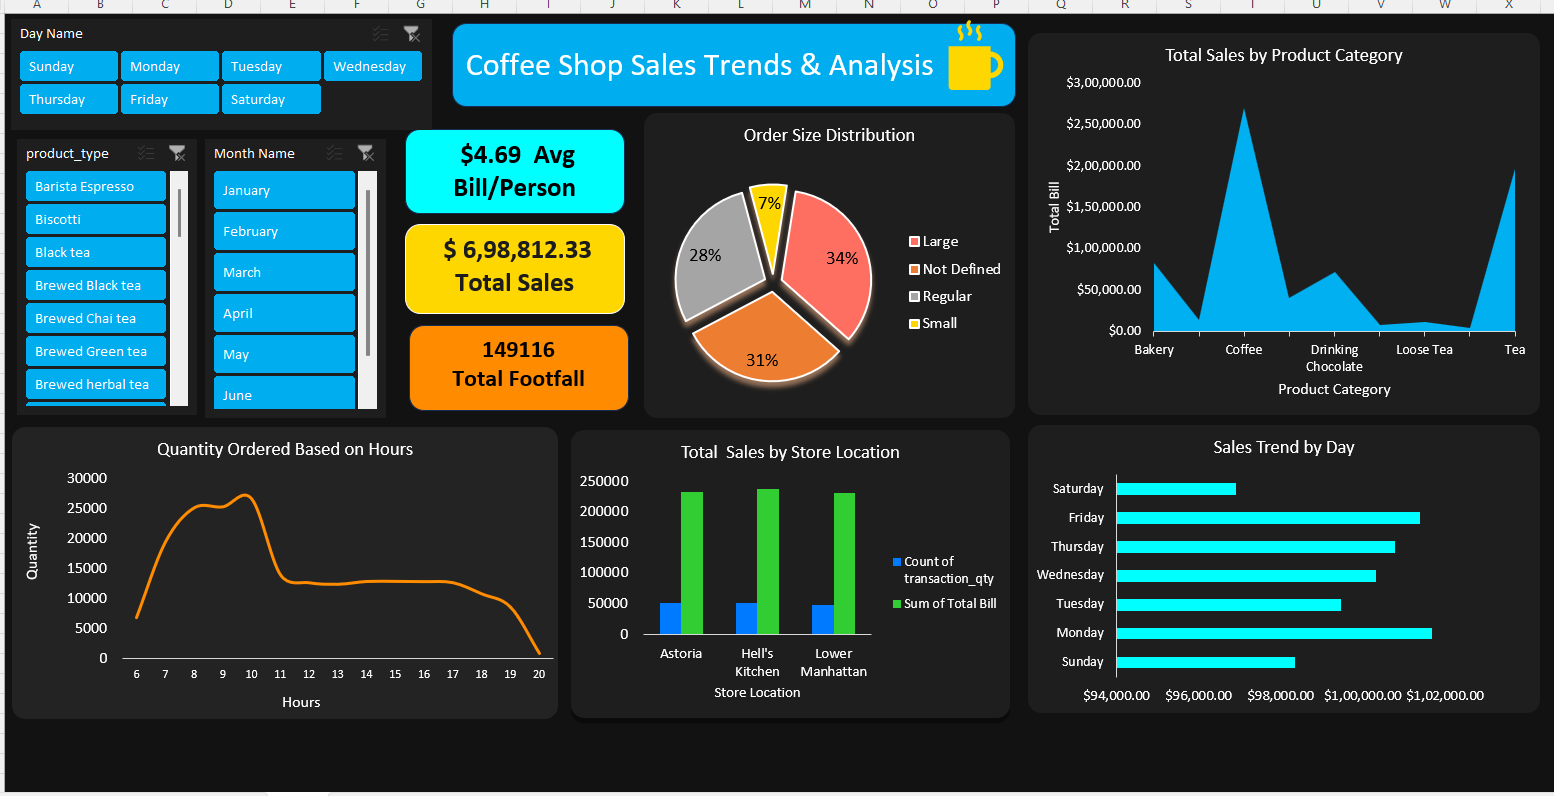 A B C D E F G H I J K L M N O P Q R S T U V W X
Day Name
Sunday Monday Tuesday Wednesday
Thursday Friday Saturday
product_type
Barista Espresso
Biscotti
Black tea
Brewed Black tea
Brewed Chai tea
Brewed Green tea
Brewed herbal tea
Month Name
January
February
March
April
May
June
Coffee Shop Sales Trends & Analysis
$4.69 Avg
Bill/Person
$ 6,98,812.33
Total Sales
149116
Total Footfall
Order Size Distribution
7%
34%
28%
31%
Large
Not Defined
Regular
Small
Total Sales by Product Category
Total Bill
$3,00,000.00
$2,50,000.00
$2,00,000.00
$1,50,000.00
$1,00,000.00
$50,000.00
$0.00
Bakery Coffee Drinking Loose Tea Tea
Chocolate
Product Category
Quantity Ordered Based on Hours
Quantity
30000
25000
20000
15000
10000
5000
0
6 7 8 9 10 11 12 13 14 15 16 17 18 19 20
Hours
Total Sales by Store Location
250000
200000
150000
100000
50000
0
Astoria Hell's Lower
Kitchen Manhattan
Store Location
Count of
transaction_qty
Sum of Total Bill
Sales Trend by Day
Saturday
Friday
Thursday
Wednesday
Tuesday
Monday
Sunday
$94,000.00 $96,000.00 $98,000.00 $1,00,000.00 $1,02,000.00